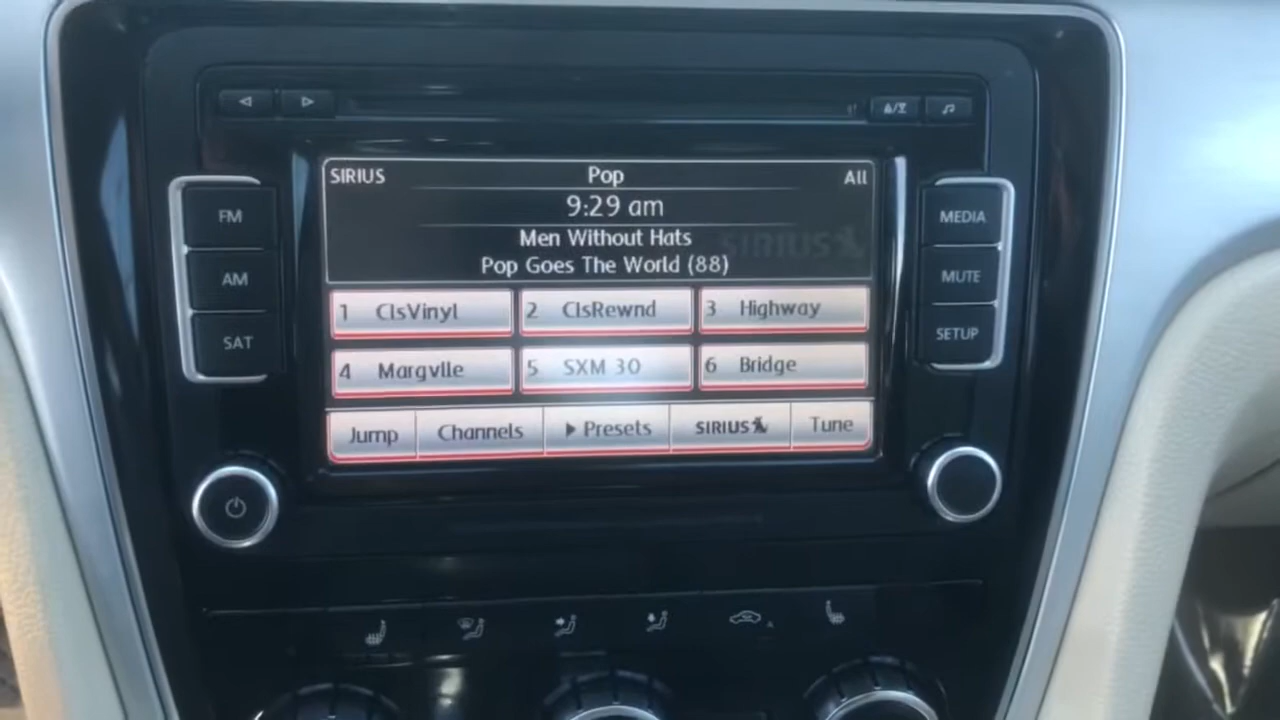 SIRIUS Pop All
9:29 am
Men Without Hats
Pop Goes The World (88)
1 ClsVinyl 2 ClsRewnd 3 Highway
4 Margvlle 5 SXM 30 6 Bridge
Jump Channels Presets SIRIUS Tune
FM
AM
SAT
MEDIA
MUTE
SETUP
SIRIUS